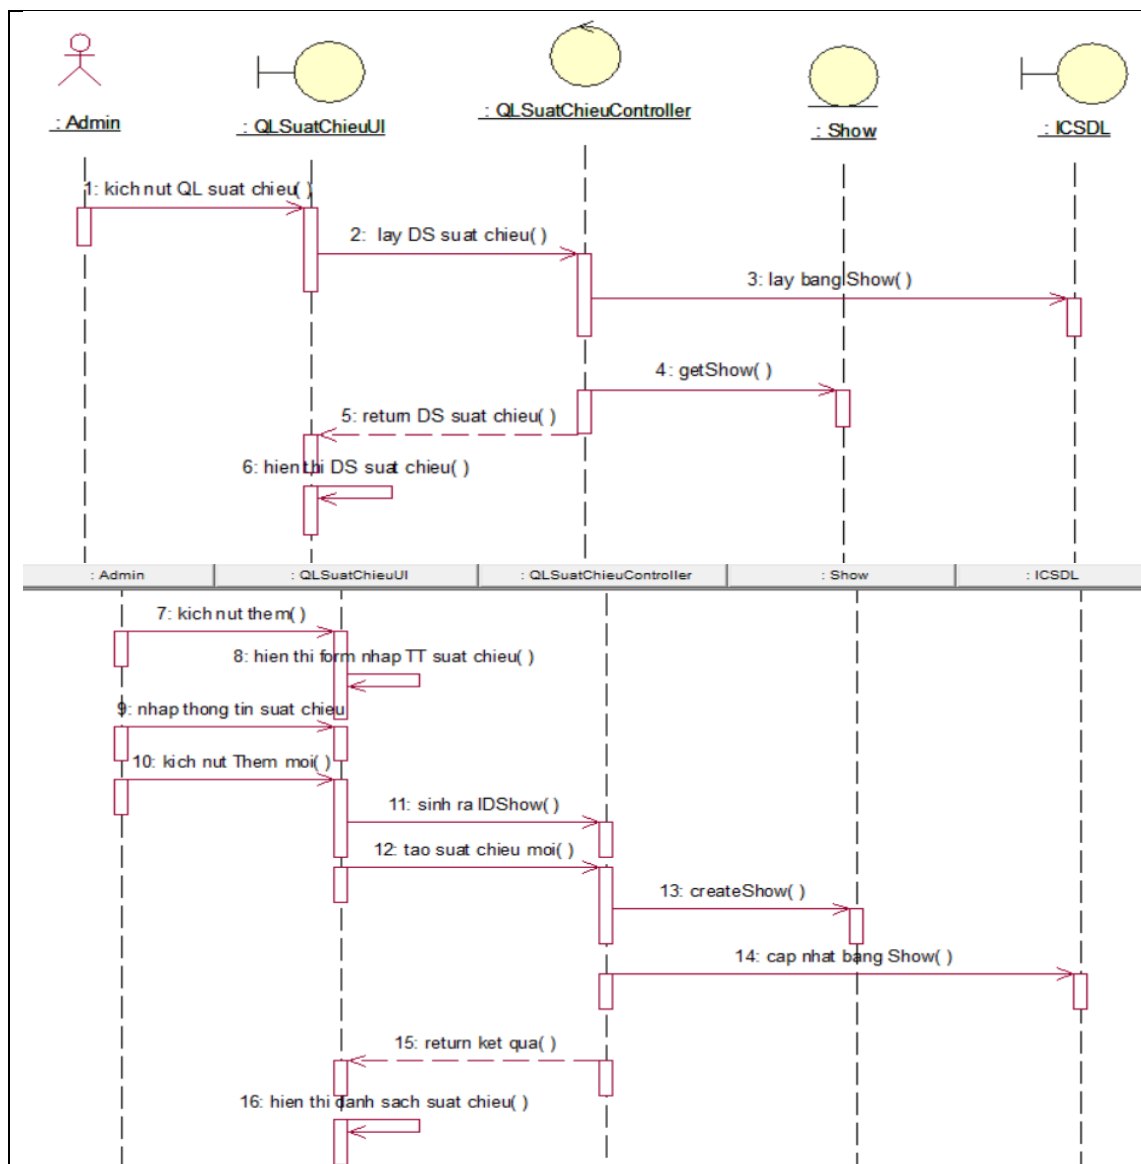 : Admin
: QLSuatChieuUI
: QLSuatChieuController
: Show
: ICSDL
1: kich nut QL suat chieu( )
2: lay DS suat chieu( )
3: lay bang Show( )
4: getShow( )
5: return DS suat chieu( )
6: hien thi DS suat chieu( )
: Admin
: QLSuatChieuUI
: QLSuatChieuController
: Show
: ICSDL
7: kich nut them( )
8: hien thi form nhap TT suat chieu( )
9: nhap thong tin suat chieu
10: kich nut Them moi( )
11: sinh ra IDShow( )
12: tao suat chieu moi( )
13: createShow( )
14: cap nhat bang Show( )
15: return ket qua( )
16: hien thi danh sach suat chieu( )